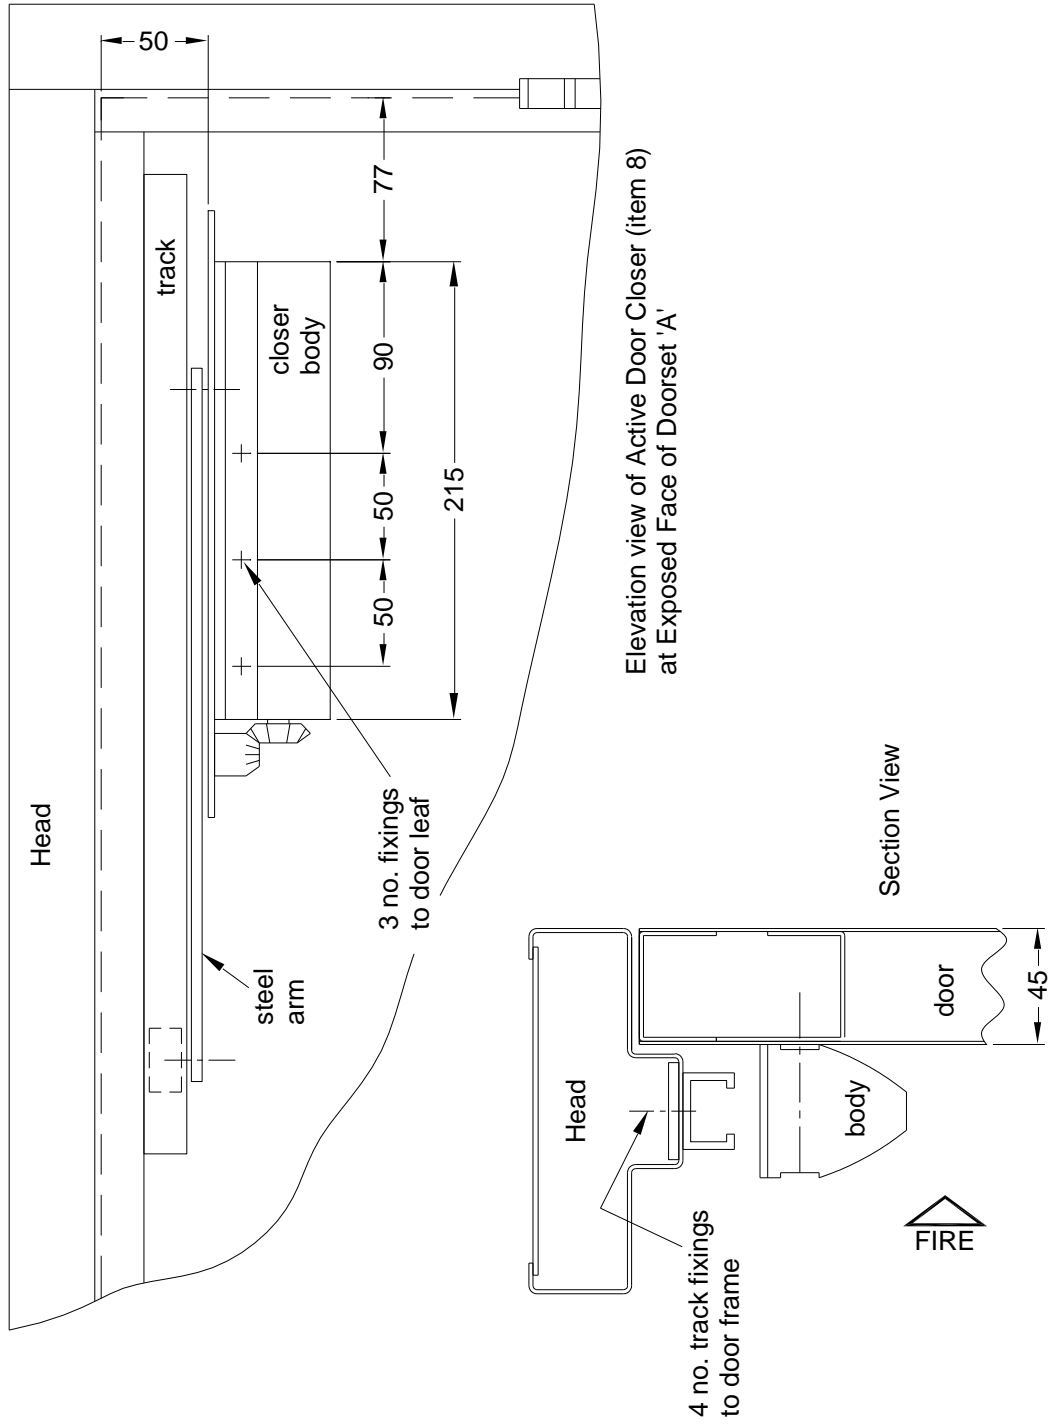 Head
track
50
77
closer
body
90
50
50
215
steel
arm
3 no. fixings
to door leaf
Elevation view of Active Door Closer (item 8)
at Exposed Face of Doorset 'A'
Head
door
body
45
4 no. track fixings
to door frame
FIRE
Section View